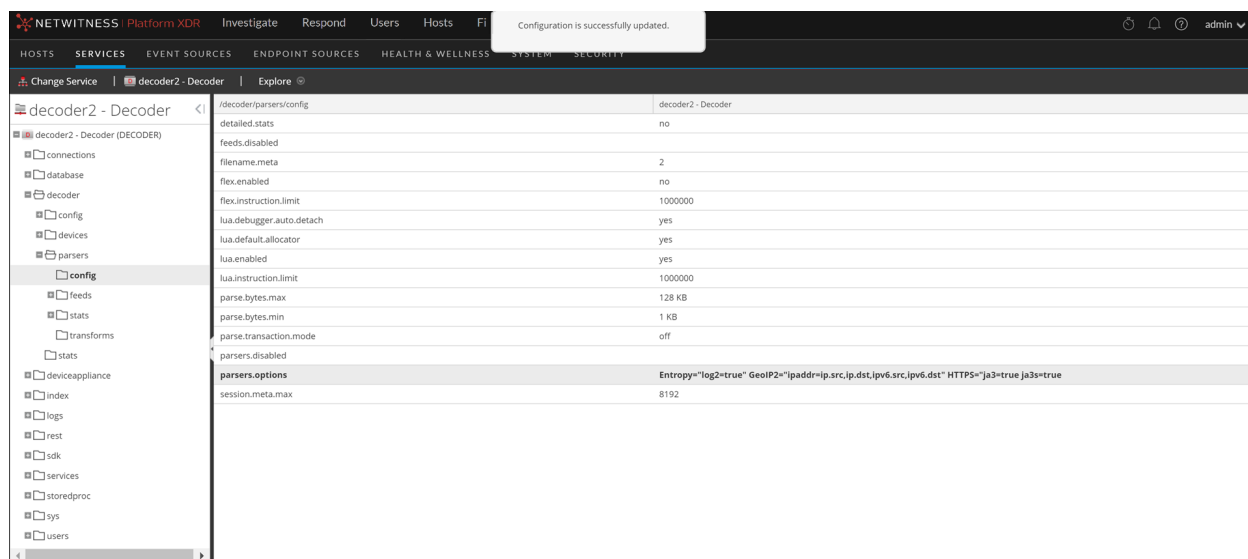 NETWITNESS | Platform XDR Investigate Respond Users Hosts Fi admin
Configuration is successfully updated.
HOSTS SERVICES EVENT SOURCES ENDPOINT SOURCES HEALTH & WELLNESS SYSTEM SECURITY
Change Service | decoder2 - Decoder | Explore
decoder2 - Decoder
decoder2 - Decoder (DECODER)
connections
database
decoder
config
devices
parsers
config
feeds
stats
transforms
stats
deviceappliance
index
logs
rest
sdk
services
storedproc
sys
users
/decoder/parsers/config decoder2 - Decoder
detailed.stats no
feeds.disabled
filename.meta 2
flex.enabled no
flex.instruction.limit 1000000
lua.debugger.auto.detach yes
lua.default.allocator yes
lua.enabled yes
lua.instruction.limit 1000000
parse.bytes.max 128 KB
parse.bytes.min 1 KB
parse.transaction.mode off
parsers.disabled
parsers.options Entropy="log2=true" GeoIP2="ipaddr=ip.src,ip.dst,ipv6.src,ipv6.dst" HTTPS="ja3=true ja3s=true
session.meta.max 8192